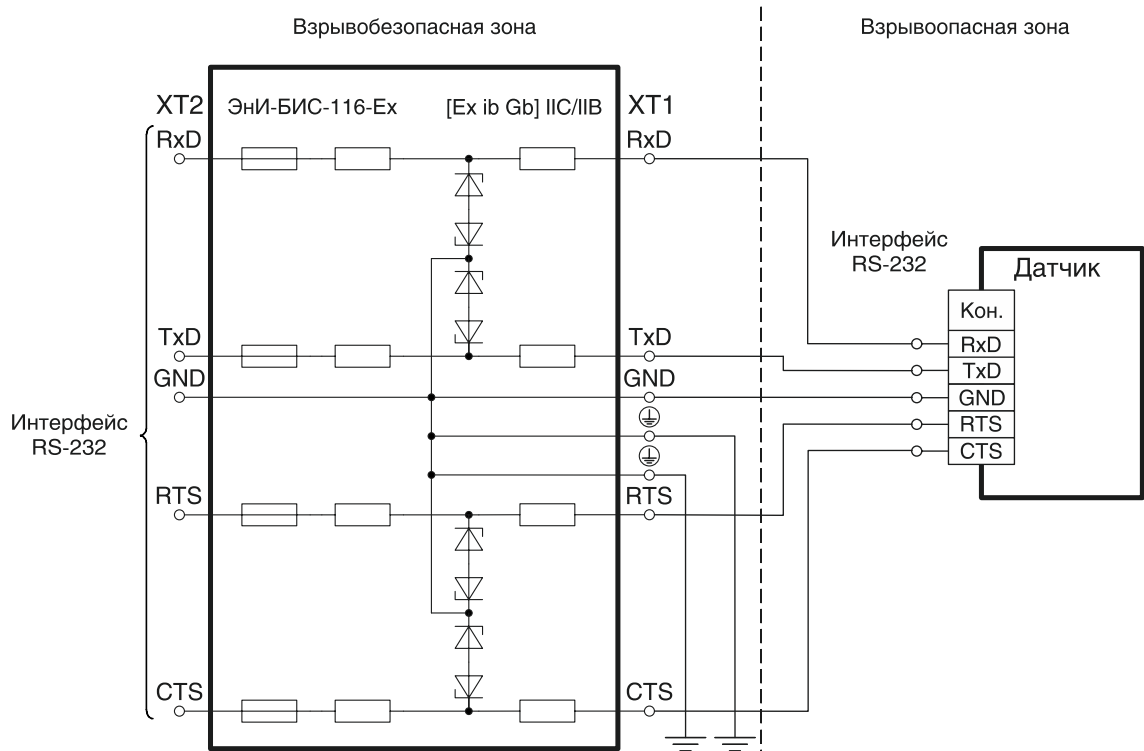 Взрывобезопасная зона
Взрывоопасная зона
XT2
ЭнИ-БИС-116-Ex
[Ex ib Gb] IIC/IIB
XT1
RxD
RxD
Интерфейс
RS-232
Датчик
Кон.
RxD
TxD
GND
RTS
CTS
TxD
TxD
GND
GND
Интерфейс
RS-232
RTS
RTS
CTS
CTS